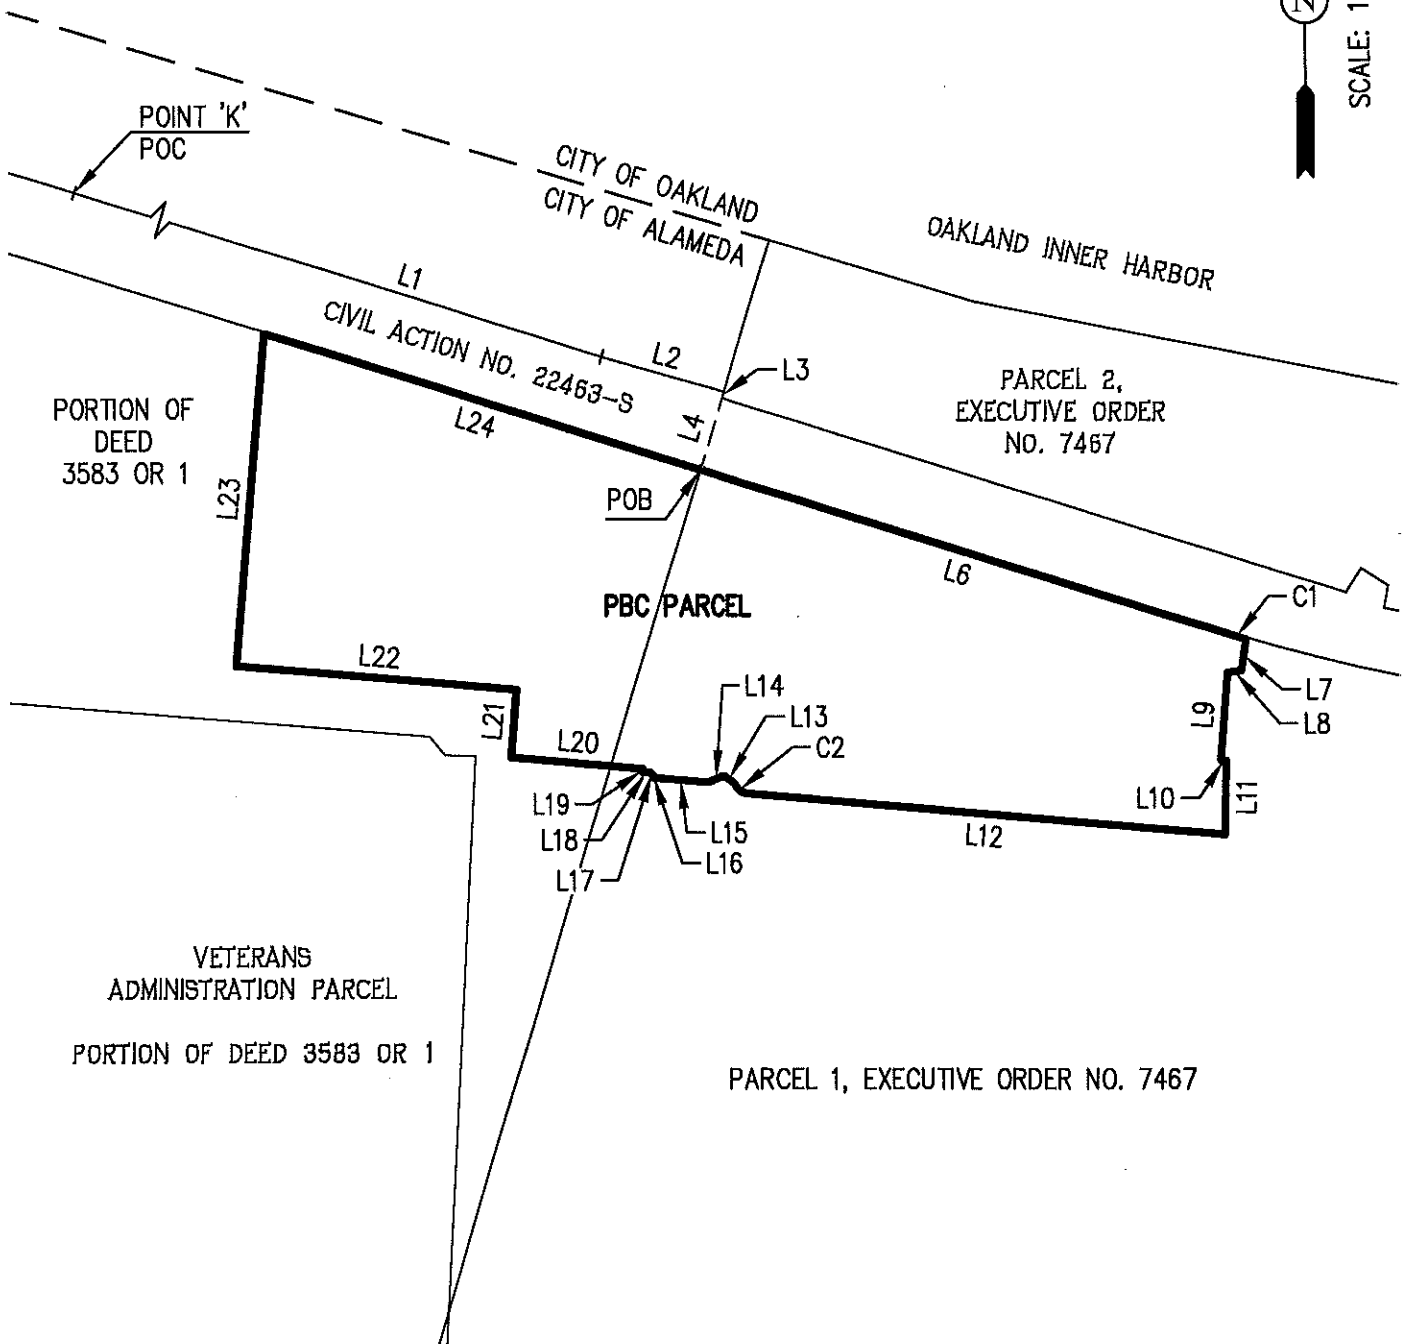 N
SCALE: 1
POINT 'K'
POC
CITY OF OAKLAND
CITY OF ALAMEDA
OAKLAND INNER HARBOR
L1
CIVIL ACTION NO. 22463-S
L2
L3
L4
PARCEL 2,
EXECUTIVE ORDER
NO. 7467
PORTION OF
DEED
3583 OR 1
L24
L23
POB
L6
PBC PARCEL
C1
L7
L8
L9
L22
L21
L20
L14
L13
C2
L10
L11
L12
L19
L18
L17
L15
L16
VETERANS
ADMINISTRATION PARCEL
PORTION OF DEED 3583 OR 1
PARCEL 1, EXECUTIVE ORDER NO. 7467